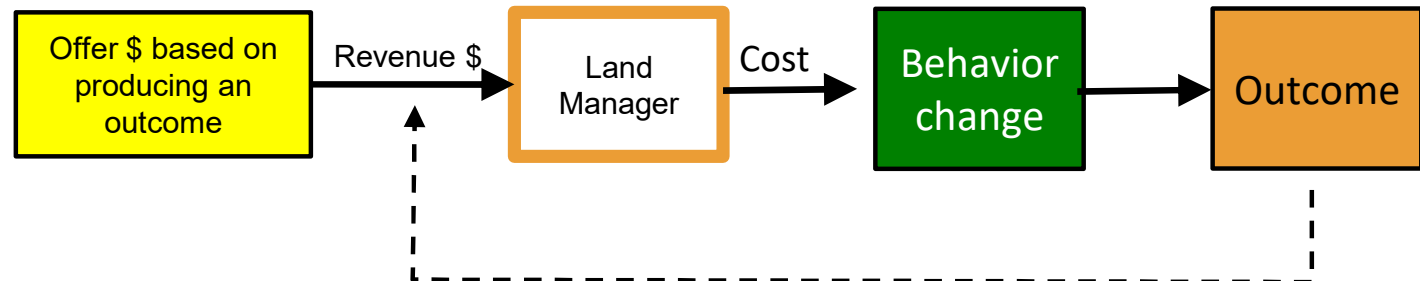 Offer $ based on
producing an
outcome
Revenue $
Land
Manager
Cost
Behavior
change
Outcome